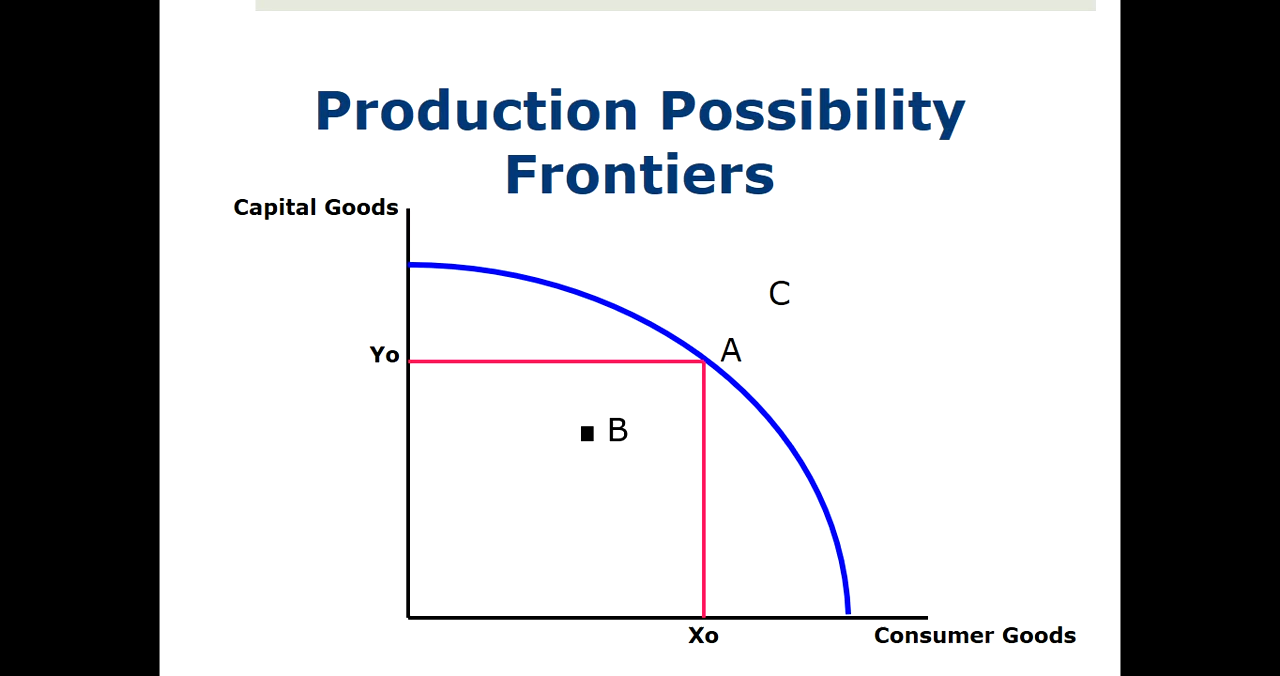 Production Possibility
Frontiers
Capital Goods
C
A
Yo
B
Xo
Consumer Goods